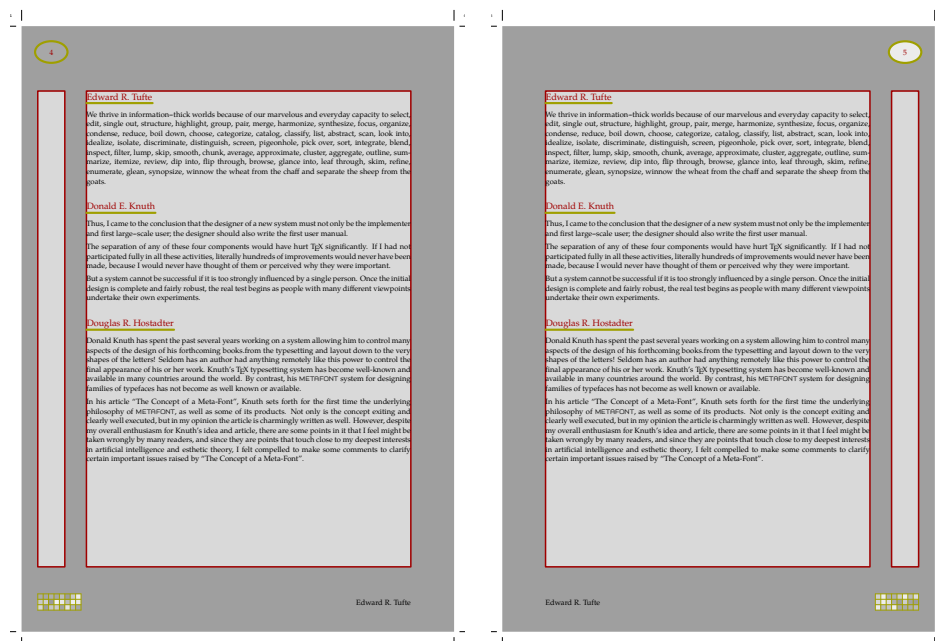 4
Edward R. Tufte
We thrive in information–thick worlds because of our marvelous and everyday capacity to select,
edit, single out, structure, highlight, group, pair, merge, harmonize, synthesize, focus, organize,
condense, reduce, boil down, choose, categorize, catalog, classify, list, abstract, scan, look into,
idealize, isolate, discriminate, distinguish, screen, pigeonhole, pick over, sort, integrate, blend,
inspect, filter, lump, skip, smooth, chunk, average, approximate, cluster, aggregate, outline, sum-
marize, itemize, review, dip into, flip through, browse, glance into, leaf through, skim, refine,
enumerate, glean, synopsize, winnow the wheat from the chaff and separate the sheep from the
goats.
Donald E. Knuth
Thus, I came to the conclusion that the designer of a new system must not only be the implementer
and first large–scale user; the designer should also write the first user manual.
The separation of any of these four components would have hurt TEX significantly. If I had not
participated fully in all these activities, literally hundreds of improvements would never have been
made, because I would never have thought of them or perceived why they were important.
But a system cannot be successful if it is too strongly influenced by a single person. Once the initial
design is complete and fairly robust, the real test begins as people with many different viewpoints
undertake their own experiments.
Douglas R. Hostadter
Donald Knuth has spent the past several years working on a system allowing him to control many
aspects of the design of his forthcoming books.from the typesetting and layout down to the very
shapes of the letters! Seldom has an author had anything remotely like this power to control the
final appearance of his or her work. Knuth's TEX typesetting system has become well-known and
available in many countries around the world. By contrast, his METAFONT system for designing
families of typefaces has not become as well known or available.
In his article “The Concept of a Meta-Font”, Knuth sets forth for the first time the underlying
philosophy of METAFONT, as well as some of its products. Not only is the concept exiting and
clearly well executed, but in my opinion the article is charmingly written as well. However, despite
my overall enthusiasm for Knuth's idea and article, there are some points in it that I feel might be
taken wrongly by many readers, and since they are points that touch close to my deepest interests
in artificial intelligence and esthetic theory, I felt compelled to make some comments to clarify
certain important issues raised by “The Concept of a Meta-Font”.
Edward R. Tufte
5
Edward R. Tufte
We thrive in information–thick worlds because of our marvelous and everyday capacity to select,
edit, single out, structure, highlight, group, pair, merge, harmonize, synthesize, focus, organize,
condense, reduce, boil down, choose, categorize, catalog, classify, list, abstract, scan, look into,
idealize, isolate, discriminate, distinguish, screen, pigeonhole, pick over, sort, integrate, blend,
inspect, filter, lump, skip, smooth, chunk, average, approximate, cluster, aggregate, outline, sum-
marize, itemize, review, dip into, flip through, browse, glance into, leaf through, skim, refine,
enumerate, glean, synopsize, winnow the wheat from the chaff and separate the sheep from the
goats.
Donald E. Knuth
Thus, I came to the conclusion that the designer of a new system must not only be the implementer
and first large–scale user; the designer should also write the first user manual.
The separation of any of these four components would have hurt TEX significantly. If I had not
participated fully in all these activities, literally hundreds of improvements would never have been
made, because I would never have thought of them or perceived why they were important.
But a system cannot be successful if it is too strongly influenced by a single person. Once the initial
design is complete and fairly robust, the real test begins as people with many different viewpoints
undertake their own experiments.
Douglas R. Hostadter
Donald Knuth has spent the past several years working on a system allowing him to control many
aspects of the design of his forthcoming books.from the typesetting and layout down to the very
shapes of the letters! Seldom has an author had anything remotely like this power to control the
final appearance of his or her work. Knuth's TEX typesetting system has become well-known and
available in many countries around the world. By contrast, his METAFONT system for designing
families of typefaces has not become as well known or available.
In his article “The Concept of a Meta-Font”, Knuth sets forth for the first time the underlying
philosophy of METAFONT, as well as some of its products. Not only is the concept exiting and
clearly well executed, but in my opinion the article is charmingly written as well. However, despite
my overall enthusiasm for Knuth's idea and article, there are some points in it that I feel might be
taken wrongly by many readers, and since they are points that touch close to my deepest interests
in artificial intelligence and esthetic theory, I felt compelled to make some comments to clarify
certain important issues raised by “The Concept of a Meta-Font”.
Edward R. Tufte